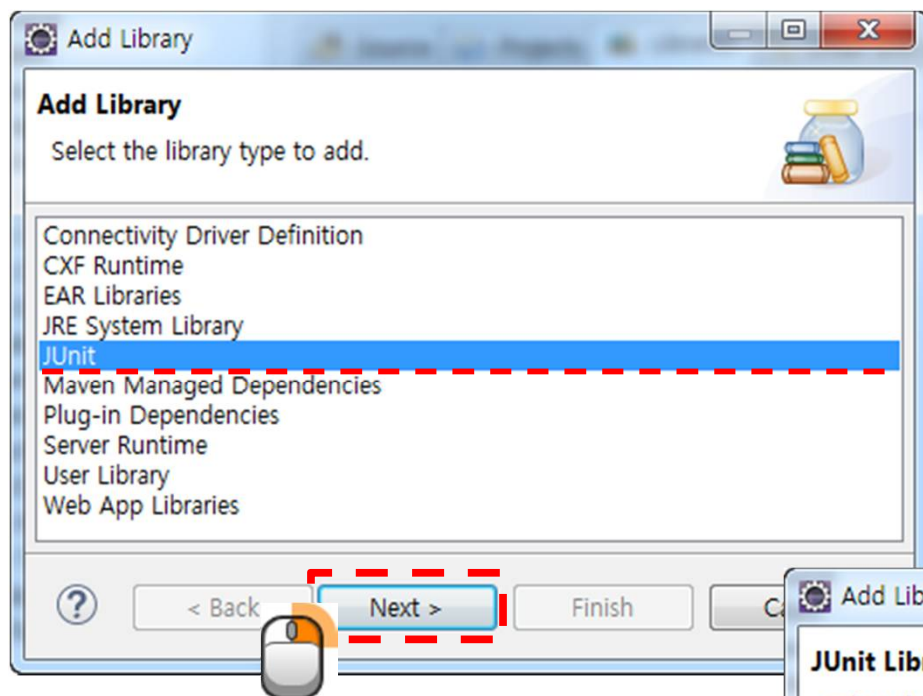 Add Library
Add Library
Select the library type to add.
Connectivity Driver Definition
CXF Runtime
EAR Libraries
JRE System Library
JUnit
Maven Managed Dependencies
Plug-in Dependencies
Server Runtime
User Library
Web App Libraries
< Back Next > Finish
Add
JUnit